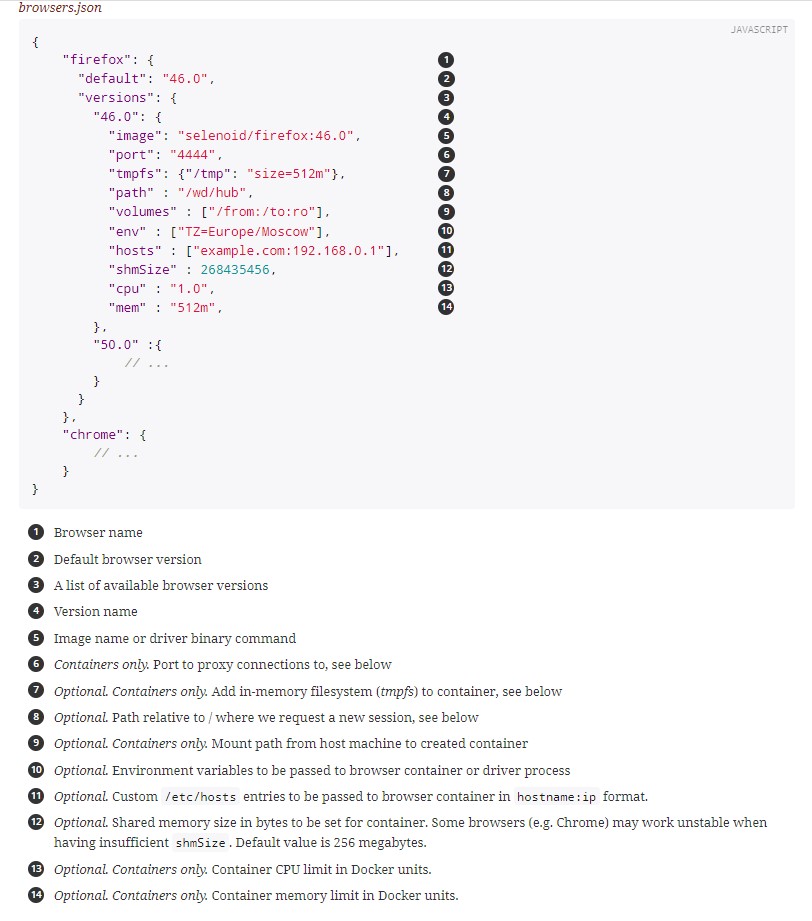 browsers.json
JAVASCRIPT
{
"firefox": { 1
"default": "46.0", 2
"versions": { 3
"46.0": { 4
"image": "selenoid/firefox:46.0", 5
"port": "4444", 6
"tmpfs": {"/tmp": "size=512m"}, 7
"path" : "/wd/hub", 8
"volumes" : ["/from:/to:ro"], 9
"env" : ["TZ=Europe/Moscow"], 10
"hosts" : ["example.com:192.168.0.1"], 11
"shmSize" : 268435456, 12
"cpu" : "1.0", 13
"mem" : "512m", 14
},
"50.0" :{
// ...
}
}
},
"chrome": {
// ...
}
}
1 Browser name
2 Default browser version
3 A list of available browser versions
4 Version name
5 Image name or driver binary command
6 Containers only. Port to proxy connections to, see below
7 Optional. Containers only. Add in-memory filesystem (tmpfs) to container, see below
8 Optional. Path relative to / where we request a new session, see below
9 Optional. Containers only. Mount path from host machine to created container
10 Optional. Environment variables to be passed to browser container or driver process
11 Optional. Custom /etc/hosts entries to be passed to browser container in hostname:ip format.
12 Optional. Shared memory size in bytes to be set for container. Some browsers (e.g. Chrome) may work unstable when
having insufficient shmSize. Default value is 256 megabytes.
13 Optional. Containers only. Container CPU limit in Docker units.
14 Optional. Containers only. Container memory limit in Docker units.